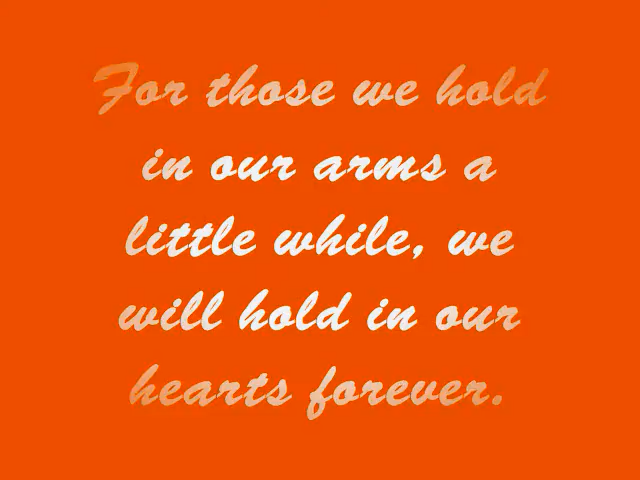 For those we hold
in our arms a
little while, we
will hold in our
hearts forever.